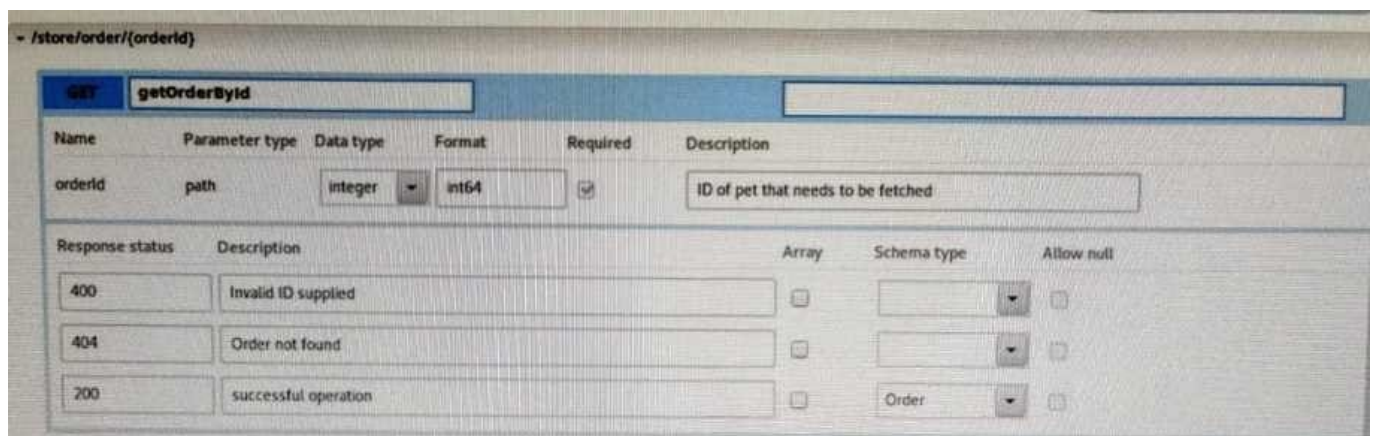 /store/order/{orderId}
GET getOrderById
Name Parameter type Data type Format Required Description
orderId path integer int64 ID of pet that needs to be fetched
Response status Description Array Schema type Allow null
400 Invalid ID supplied
404 Order not found
200 successful operation Order